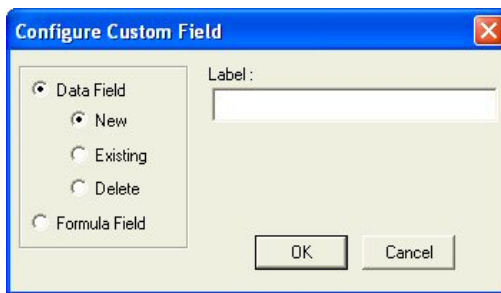 Configure Custom Field
Data Field
New
Existing
Delete
Formula Field
Label :
OK
Cancel